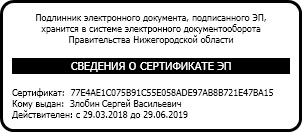 Подлинник электронного документа, подписанного ЭП,
хранится в системе электронного документооборота
Правительства Нижегородской области
СВЕДЕНИЯ О СЕРТИФИКАТЕ ЭП
Сертификат: 77E4AE1C075B91C55E058ADE97AB8B721E47BA15
Кому выдан: Злобин Сергей Васильевич
Действителен: с 29.03.2018 до 29.06.2019